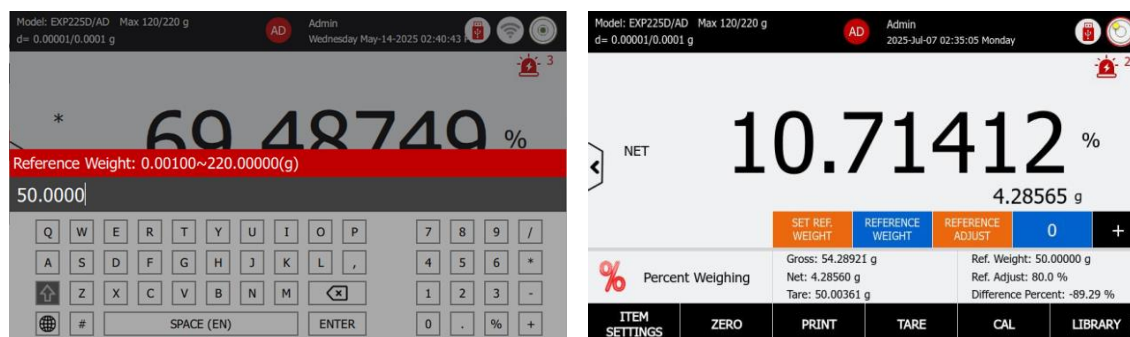 Model: EXP225D/AD Max 120/220 g
d= 0.00001/0.0001 g
AD
Admin
Wednesday May-14-2025 02:40:43
3
*
69.48749 %
Reference Weight: 0.00100~220.00000(g)
50.0000
Q W E R T Y U I O P 7 8 9 /
A S D F G H J K L , 4 5 6 *
Z X C V B N M 1 2 3 -
# SPACE (EN) ENTER 0 . % +
Model: EXP225D/AD Max 120/220 g
d= 0.00001/0.0001 g
AD
Admin
2025-Jul-07 02:35:05 Monday
2
NET
10.71412 %
4.28565 g
SET REF. WEIGHT
REFERENCE WEIGHT
REFERENCE ADJUST
0
+
% Percent Weighing
Gross: 54.28921 g
Net: 4.28560 g
Tare: 50.00361 g
Ref. Weight: 50.00000 g
Ref. Adjust: 80.0 %
Difference Percent: -89.29 %
ITEM SETTINGS
ZERO
PRINT
TARE
CAL
LIBRARY